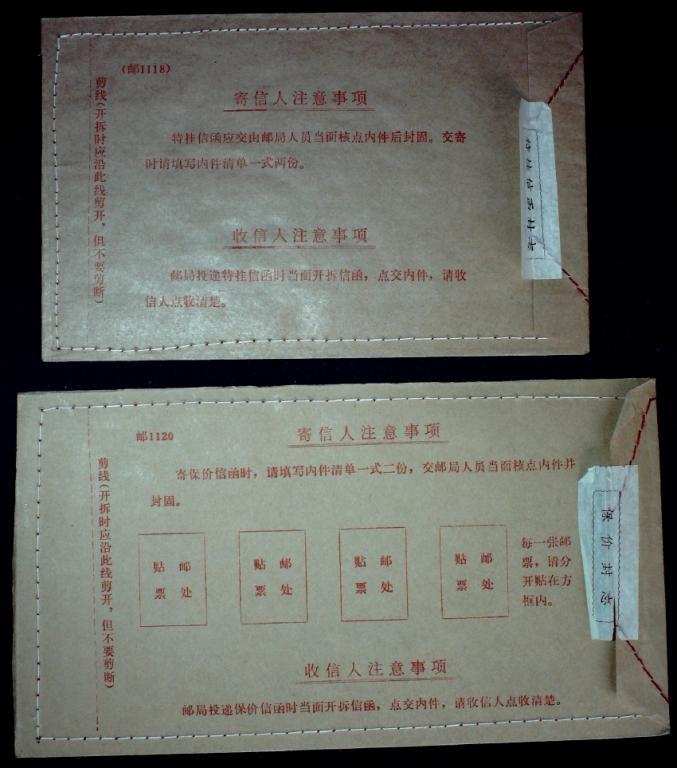 (邮1118)
寄信人注意事项
特挂信函应交由邮局人员当面核点内件后封固。交寄
时请填写内件清单一式两份。
收信人注意事项
邮局投递特挂信函时当面开拆信函,点交内件,请收
信人点收清楚。
剪线(开拆时应沿此线剪开,但不要剪断)
邮1120
寄信人注意事项
寄保价信函时,请填写内件清单一式二份,交邮局人员当面核点内件并
封固。
贴邮 贴邮 贴邮 贴邮
票处 票处 票处 票处
每一张邮
票,请分
开贴在方
框内。
收信人注意事项
邮局投递保价信函时当面开拆信函,点交内件,请收信人点收清楚。
剪线(开拆时应沿此线剪开,但不要剪断)
保价封志